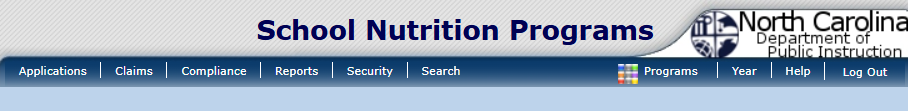 School Nutrition Programs
North Carolina
Department of
Public Instruction
Applications Claims Compliance Reports Security Search Programs Year Help Log Out